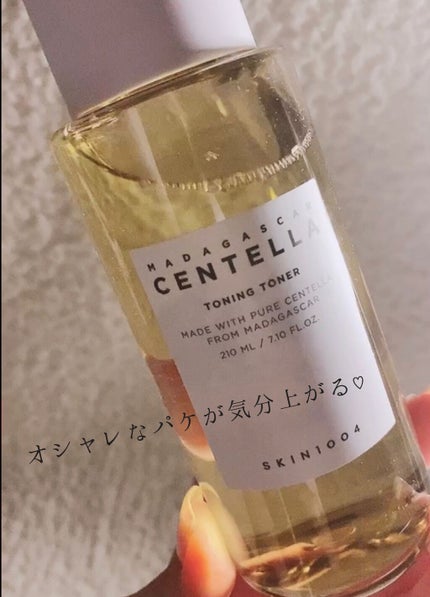 MADAGASCAR
CENTELLA
TONING TONER
MADE WITH PURE CENTELLA
FROM MADAGASCAR
210 ML / 7.10 FL.OZ.
オシャレなパケが気分上がる♡
SKIN1004